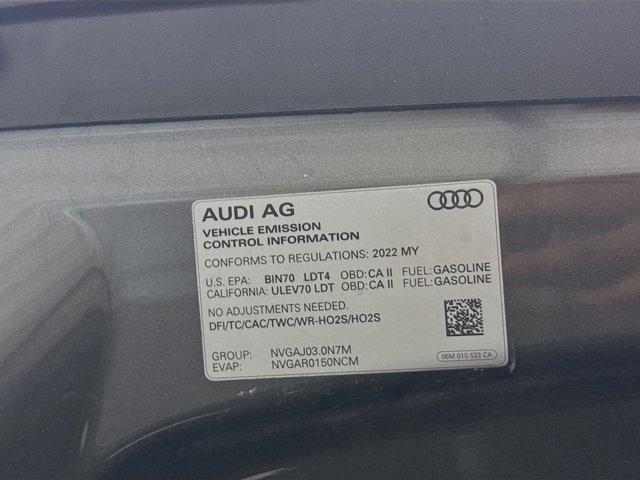 AUDI AG
VEHICLE EMISSION
CONTROL INFORMATION
CONFORMS TO REGULATIONS: 2022 MY
U.S. EPA: BIN70 LDT4 OBD: CA II FUEL: GASOLINE
CALIFORNIA: ULEV70 LDT OBD: CA II FUEL: GASOLINE
NO ADJUSTMENTS NEEDED.
DFI/TC/CAC/TWC/WR-HO2S/HO2S
GROUP: NVGAJ03.0N7M
EVAP: NVGAR0150NCM
06M 010 533 CA